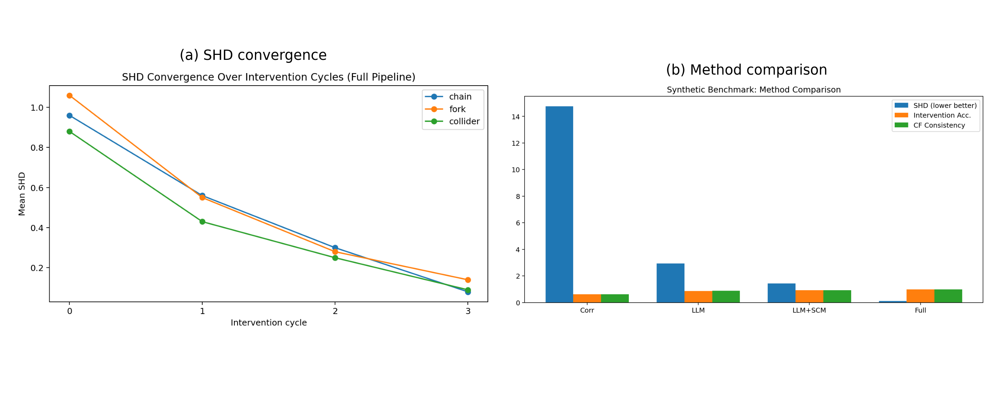 (a) SHD convergence
SHD Convergence Over Intervention Cycles (Full Pipeline)
chain
fork
collider
Mean SHD
1.0
0.8
0.6
0.4
0.2
0 1 2 3
Intervention cycle
(b) Method comparison
Synthetic Benchmark: Method Comparison
SHD (lower better)
Intervention Acc.
CF Consistency
14
12
10
8
6
4
2
0
Corr LLM LLM+SCM Full